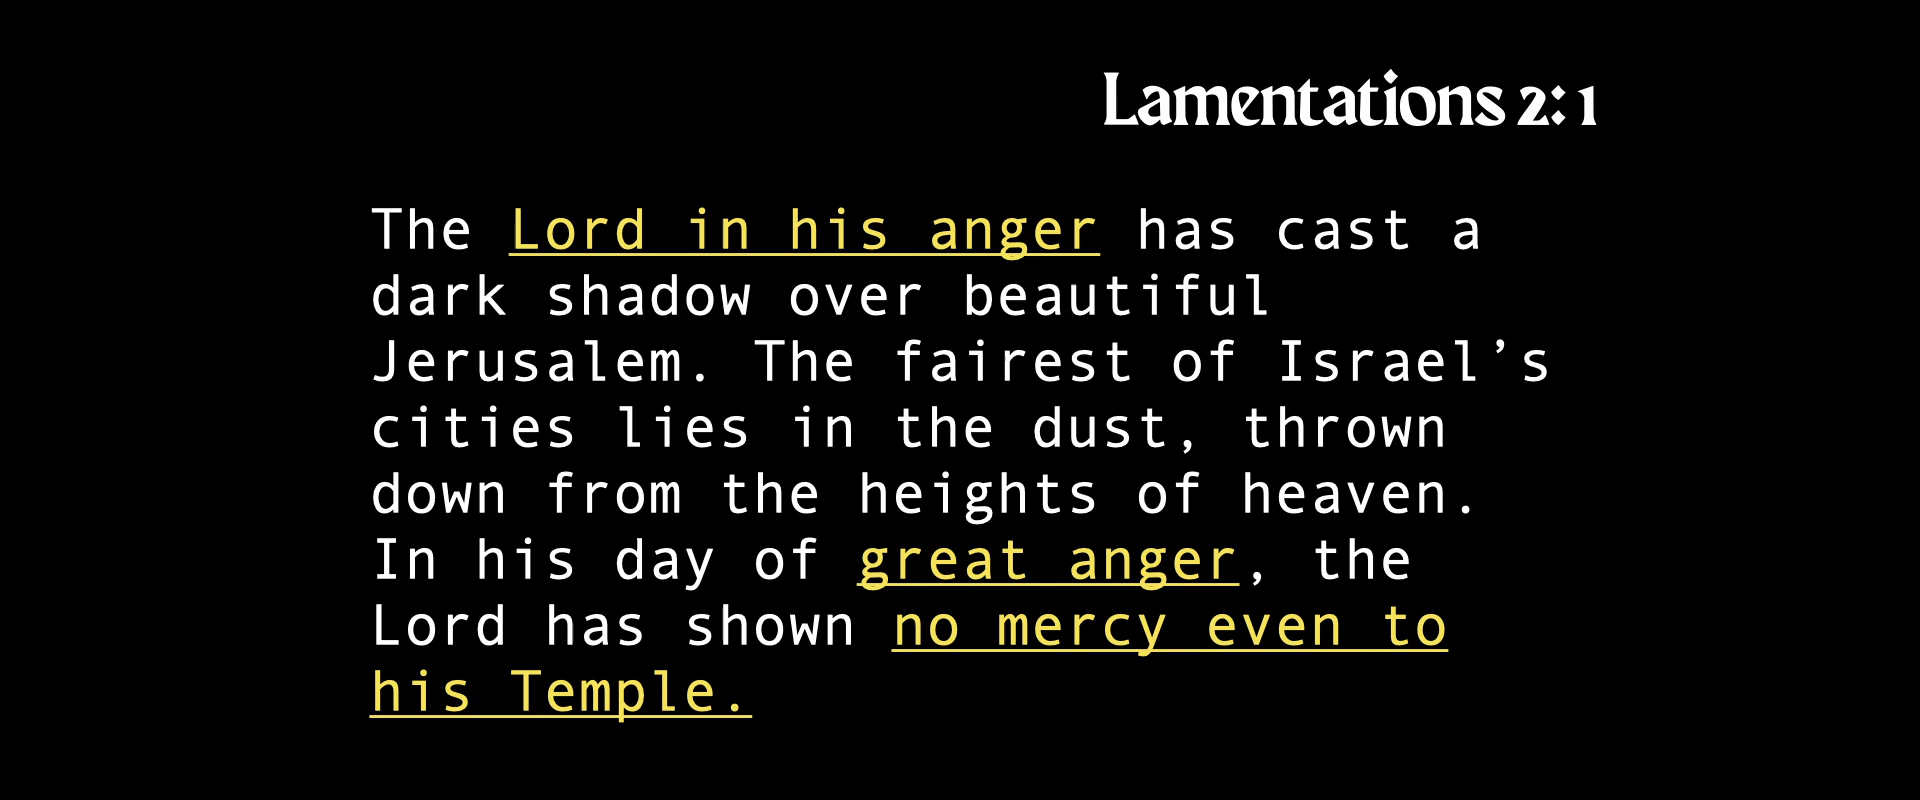 Lamentations 2:1
The Lord in his anger has cast a
dark shadow over beautiful
Jerusalem. The fairest of Israel’s
cities lies in the dust, thrown
down from the heights of heaven.
In his day of great anger, the
Lord has shown no mercy even to
his Temple.